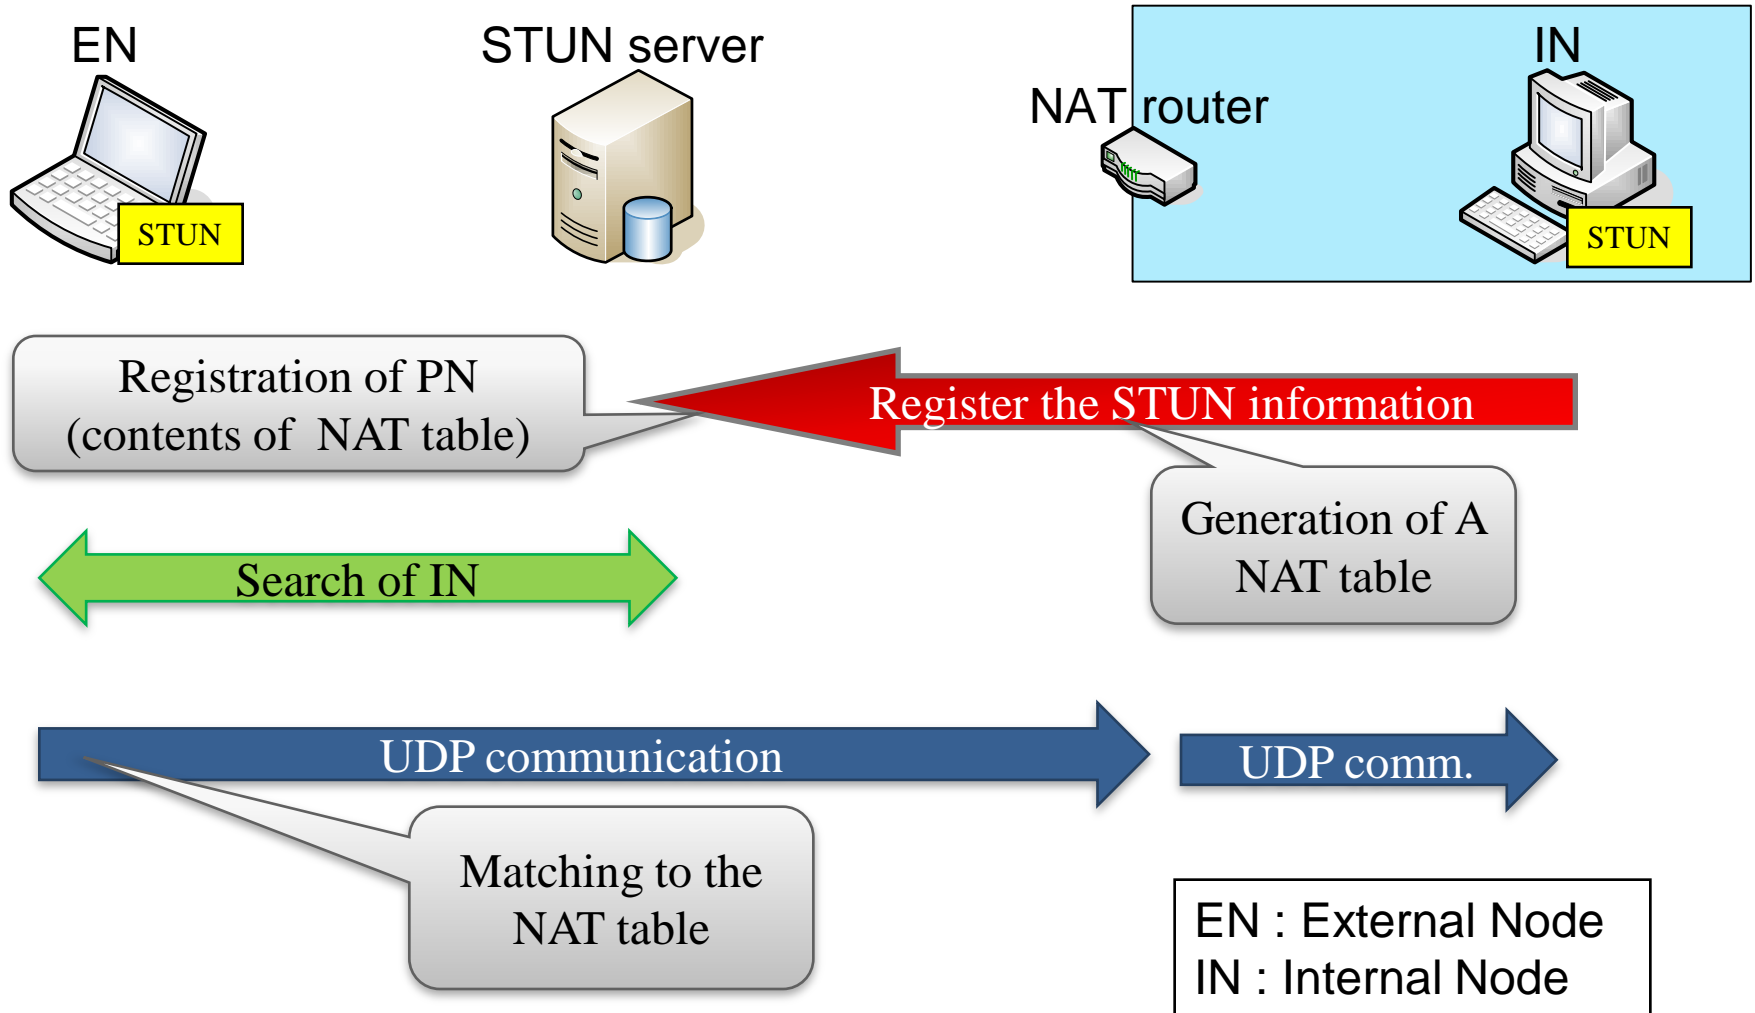 EN
STUN server
IN
NAT router
STUN
STUN
Registration of PN
(contents of NAT table)
Register the STUN information
Generation of A
NAT table
Search of IN
UDP communication
UDP comm.
Matching to the
NAT table
EN : External Node
IN : Internal Node